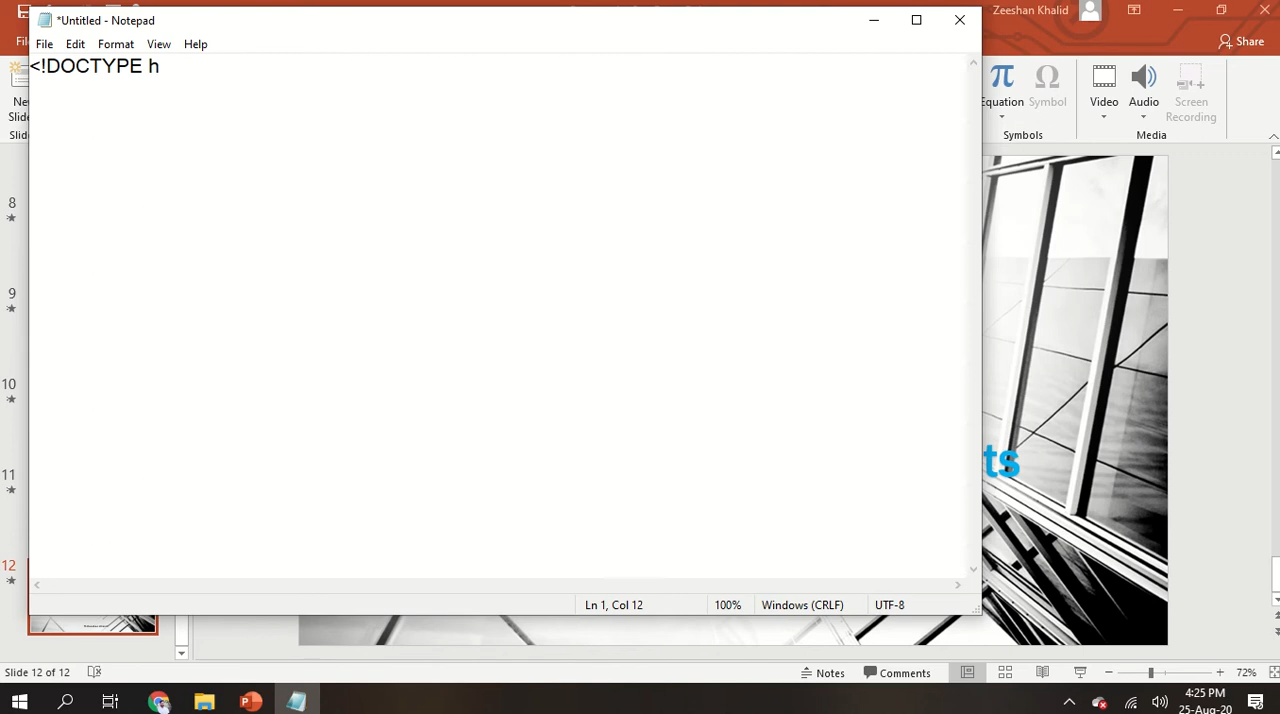 *Untitled - Notepad
Zeeshan Khalid
File Edit Format View Help
Share
<!DOCTYPE h
Equation Symbol
Video Audio Screen Recording
Symbols
Media
8
9
10
11
12
ts
Ln 1, Col 12 100% Windows (CRLF) UTF-8
Slide 12 of 12 Notes Comments 72%
4:25 PM
25-Aug-20